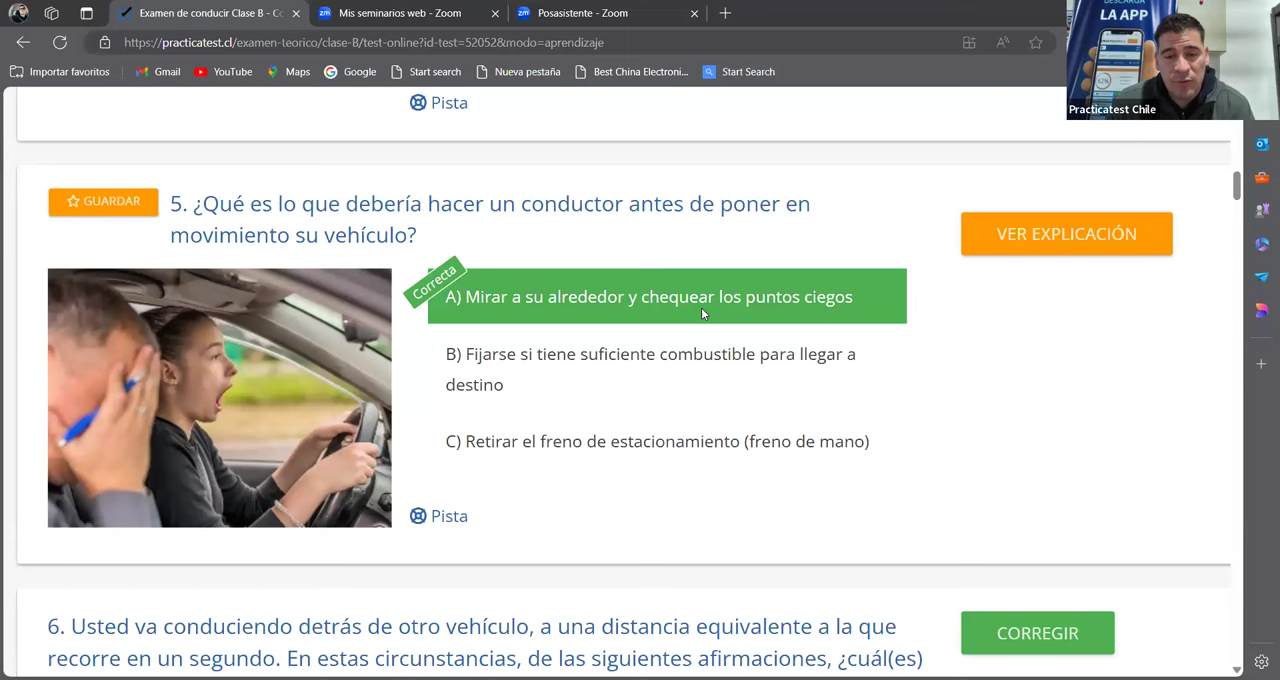 Examen de conducir Clase B - Co
Mis seminarios web - Zoom
Posasistente - Zoom
https://practicatest.cl/examen-teorico/clase-B/test-online?id-test=52052&modo=aprendizaje
Importar favoritos
Gmail
YouTube
Maps
Google
Start search
Nueva pestaña
Best China Electroni...
Start Search
DESCARGA
LA APP
Practicatest Chile
Pista
GUARDAR
5. ¿Qué es lo que debería hacer un conductor antes de poner en
movimiento su vehículo?
VER EXPLICACIÓN
Correcta
A) Mirar a su alrededor y chequear los puntos ciegos
B) Fijarse si tiene suficiente combustible para llegar a
destino
C) Retirar el freno de estacionamiento (freno de mano)
Pista
6. Usted va conduciendo detrás de otro vehículo, a una distancia equivalente a la que
recorre en un segundo. En estas circunstancias, de las siguientes afirmaciones, ¿cuál(es)
CORREGIR